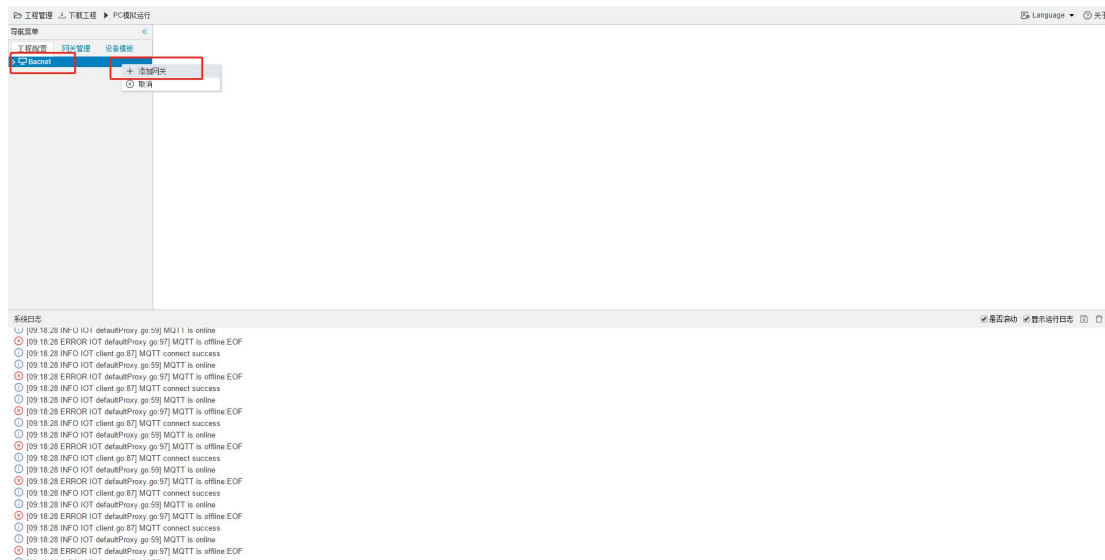 工程管理 下载工程 PC模拟运行 Language 关于
导航菜单
工程配置 网关管理 设备模板
Bacnet
添加网关
取消
系统日志 是否滚动 显示运行日志
[09:18:28 INFO IOT defaultProxy.go:59] MQTT is online
[09:18:28 ERROR IOT defaultProxy.go:97] MQTT is offline:EOF
[09:18:28 INFO IOT client.go:87] MQTT connect success
[09:18:28 INFO IOT defaultProxy.go:59] MQTT is online
[09:18:28 ERROR IOT defaultProxy.go:97] MQTT is offline:EOF
[09:18:28 INFO IOT client.go:87] MQTT connect success
[09:18:28 INFO IOT defaultProxy.go:59] MQTT is online
[09:18:28 ERROR IOT defaultProxy.go:97] MQTT is offline:EOF
[09:18:28 INFO IOT client.go:87] MQTT connect success
[09:18:28 INFO IOT defaultProxy.go:59] MQTT is online
[09:18:28 ERROR IOT defaultProxy.go:97] MQTT is offline:EOF
[09:18:28 INFO IOT client.go:87] MQTT connect success
[09:18:28 INFO IOT defaultProxy.go:59] MQTT is online
[09:18:28 ERROR IOT defaultProxy.go:97] MQTT is offline:EOF
[09:18:28 INFO IOT client.go:87] MQTT connect success
[09:18:28 INFO IOT defaultProxy.go:59] MQTT is online
[09:18:28 ERROR IOT defaultProxy.go:97] MQTT is offline:EOF
[09:18:28 INFO IOT client.go:87] MQTT connect success
[09:18:28 INFO IOT defaultProxy.go:59] MQTT is online
[09:18:28 ERROR IOT defaultProxy.go:97] MQTT is offline:EOF